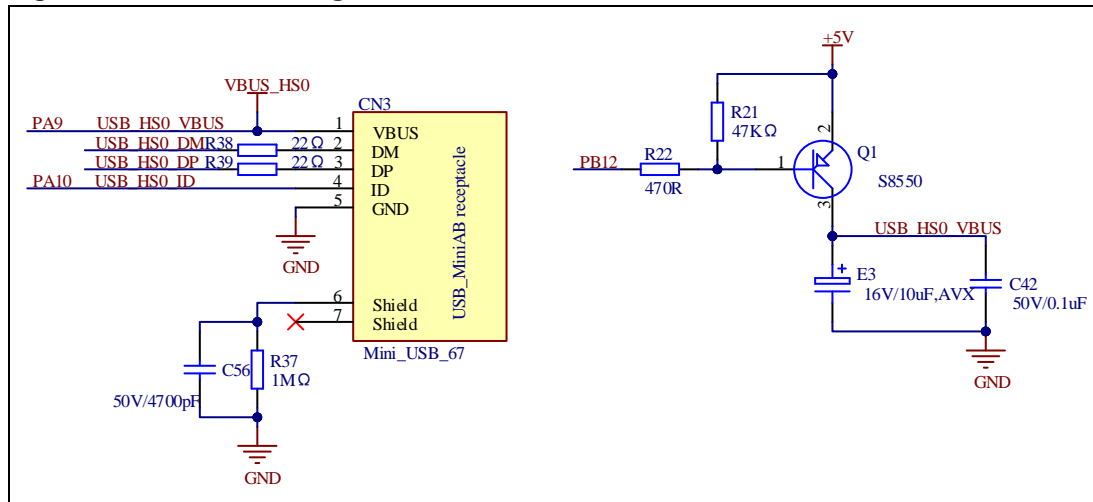 VBUS_HS0
CN3
PA9 USB_HS0_VBUS 1 VBUS
USB_HS0_DM R38 22Ω 2 DM
USB_HS0_DP R39 22Ω 3 DP
PA10 USB_HS0_ID 4 ID
5 GND
GND
6 Shield
7 Shield
USB_MiniAB receptacle
Mini_USB_67
C56
50V/4700pF
R37
1MΩ
GND
+5V
R21
47KΩ
2
PB12 R22
470R
1
Q1
S8550
3
USB_HS0_VBUS
E3
+
16V/10uF,AVX
C42
50V/0.1uF
GND